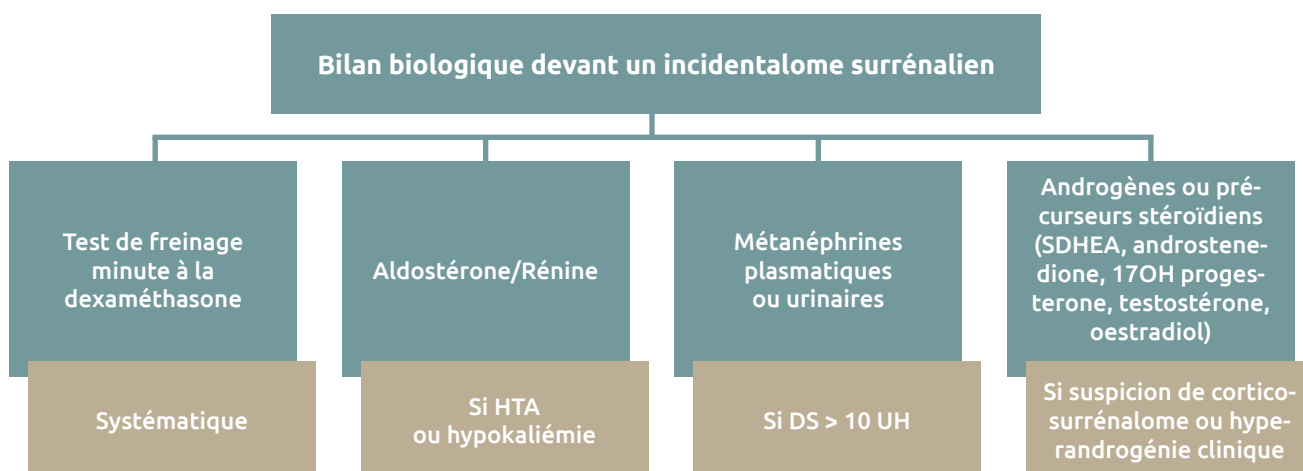 Bilan biologique devant un incidentalome surrénalien
Test de freinage
minute à la
dexaméthasone
Systématique
Aldostérone/Rénine
Si HTA
ou hypokaliémie
Métanéphrines
plasmatiques
ou urinaires
Si DS > 10 UH
Androgènes ou pré-
curseurs stéroïdiens
(SDHEA, androstene-
dione, 17OH proges-
terone, testostérone,
oestradiol)
Si suspicion de cortico-
surrénalome ou hype-
randrogénie clinique